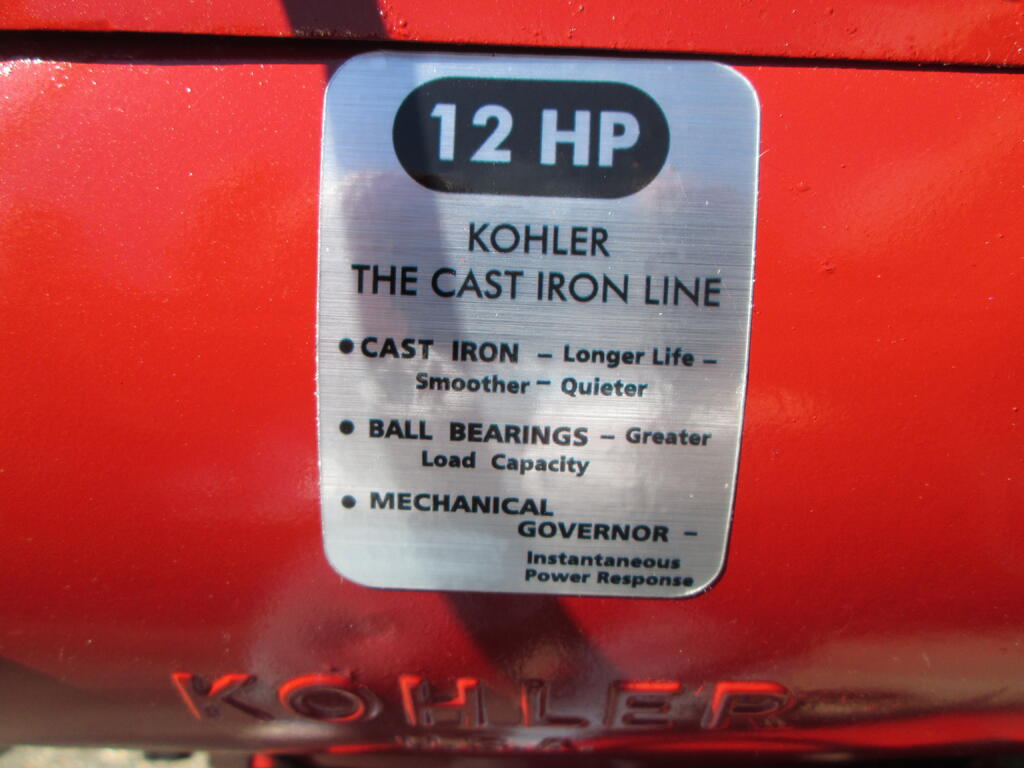 12 HP
KOHLER
THE CAST IRON LINE
• CAST IRON – Longer Life –
Smoother – Quieter
• BALL BEARINGS – Greater
Load Capacity
• MECHANICAL
GOVERNOR –
Instantaneous
Power Response
KOHLER
U.S.A.